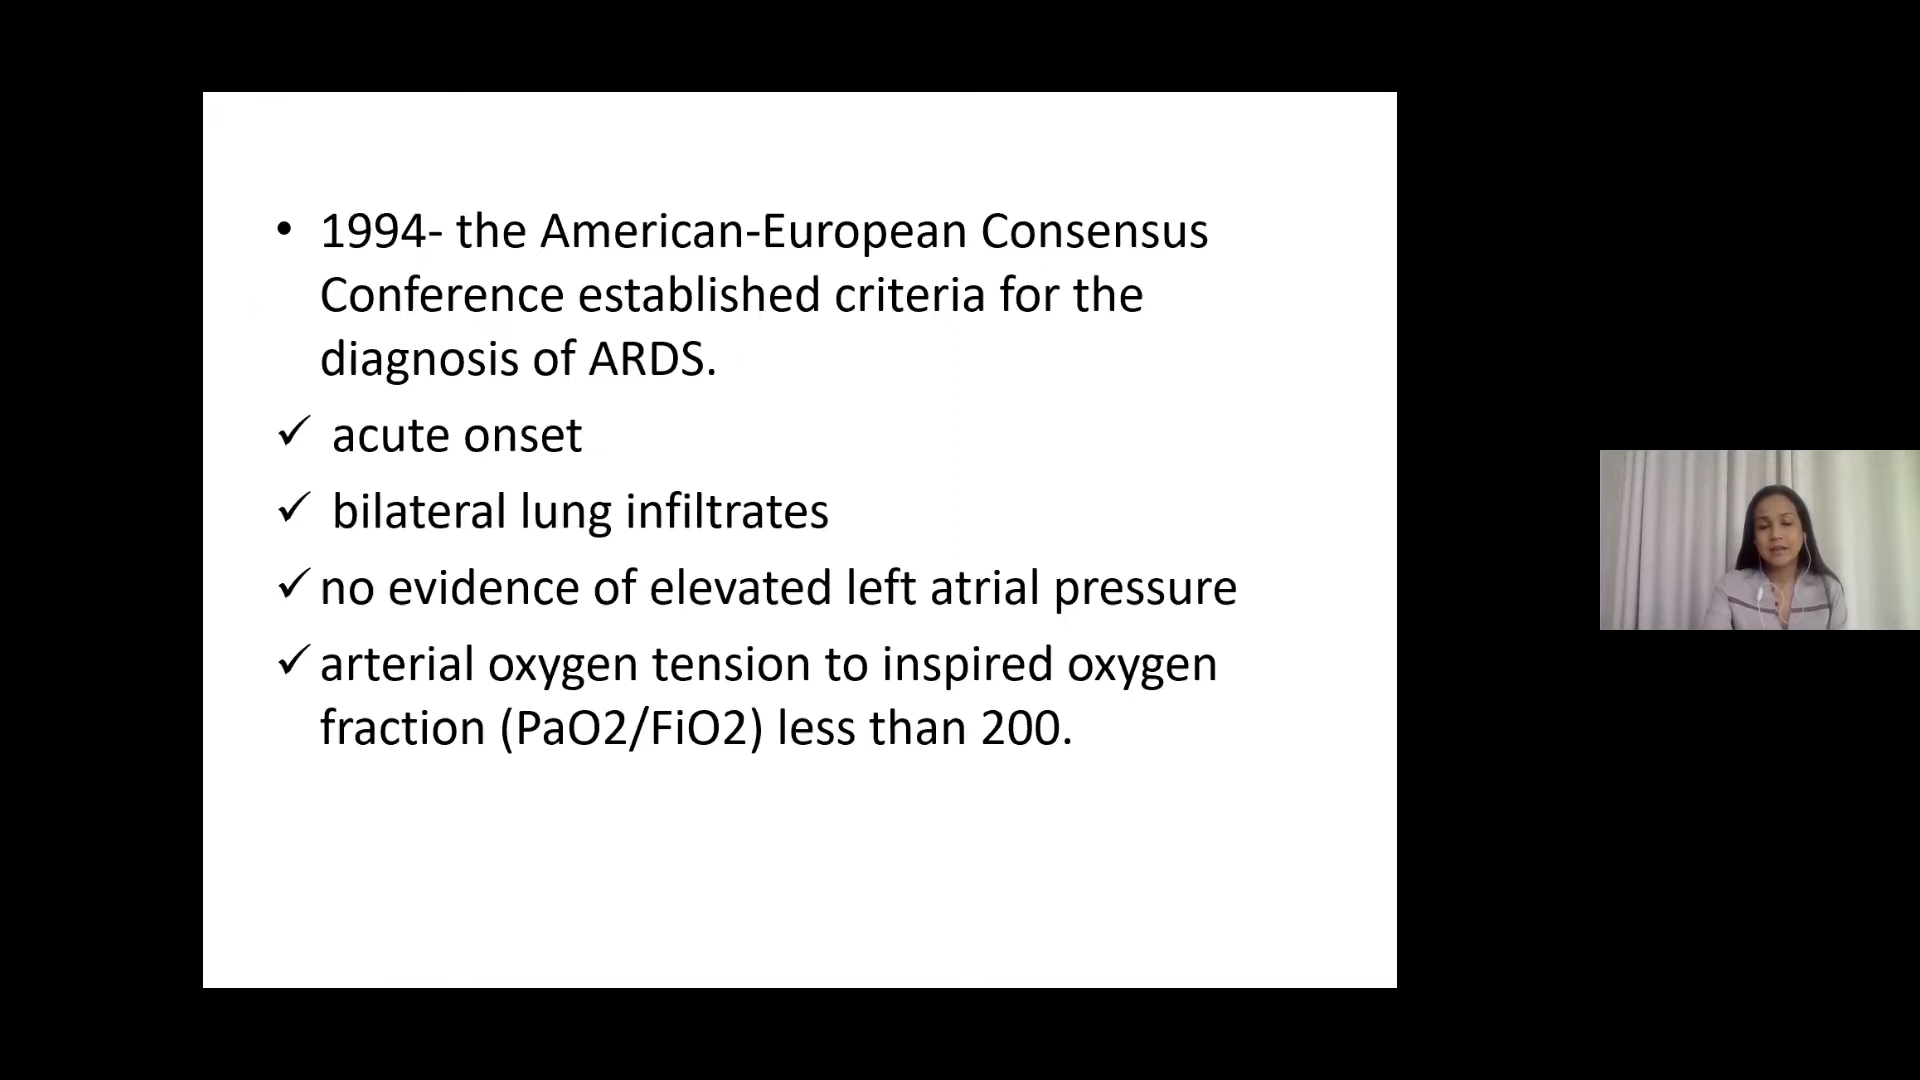 • 1994- the American-European Consensus
Conference established criteria for the
diagnosis of ARDS.
✓ acute onset
✓ bilateral lung infiltrates
✓ no evidence of elevated left atrial pressure
✓ arterial oxygen tension to inspired oxygen
fraction (PaO2/FiO2) less than 200.